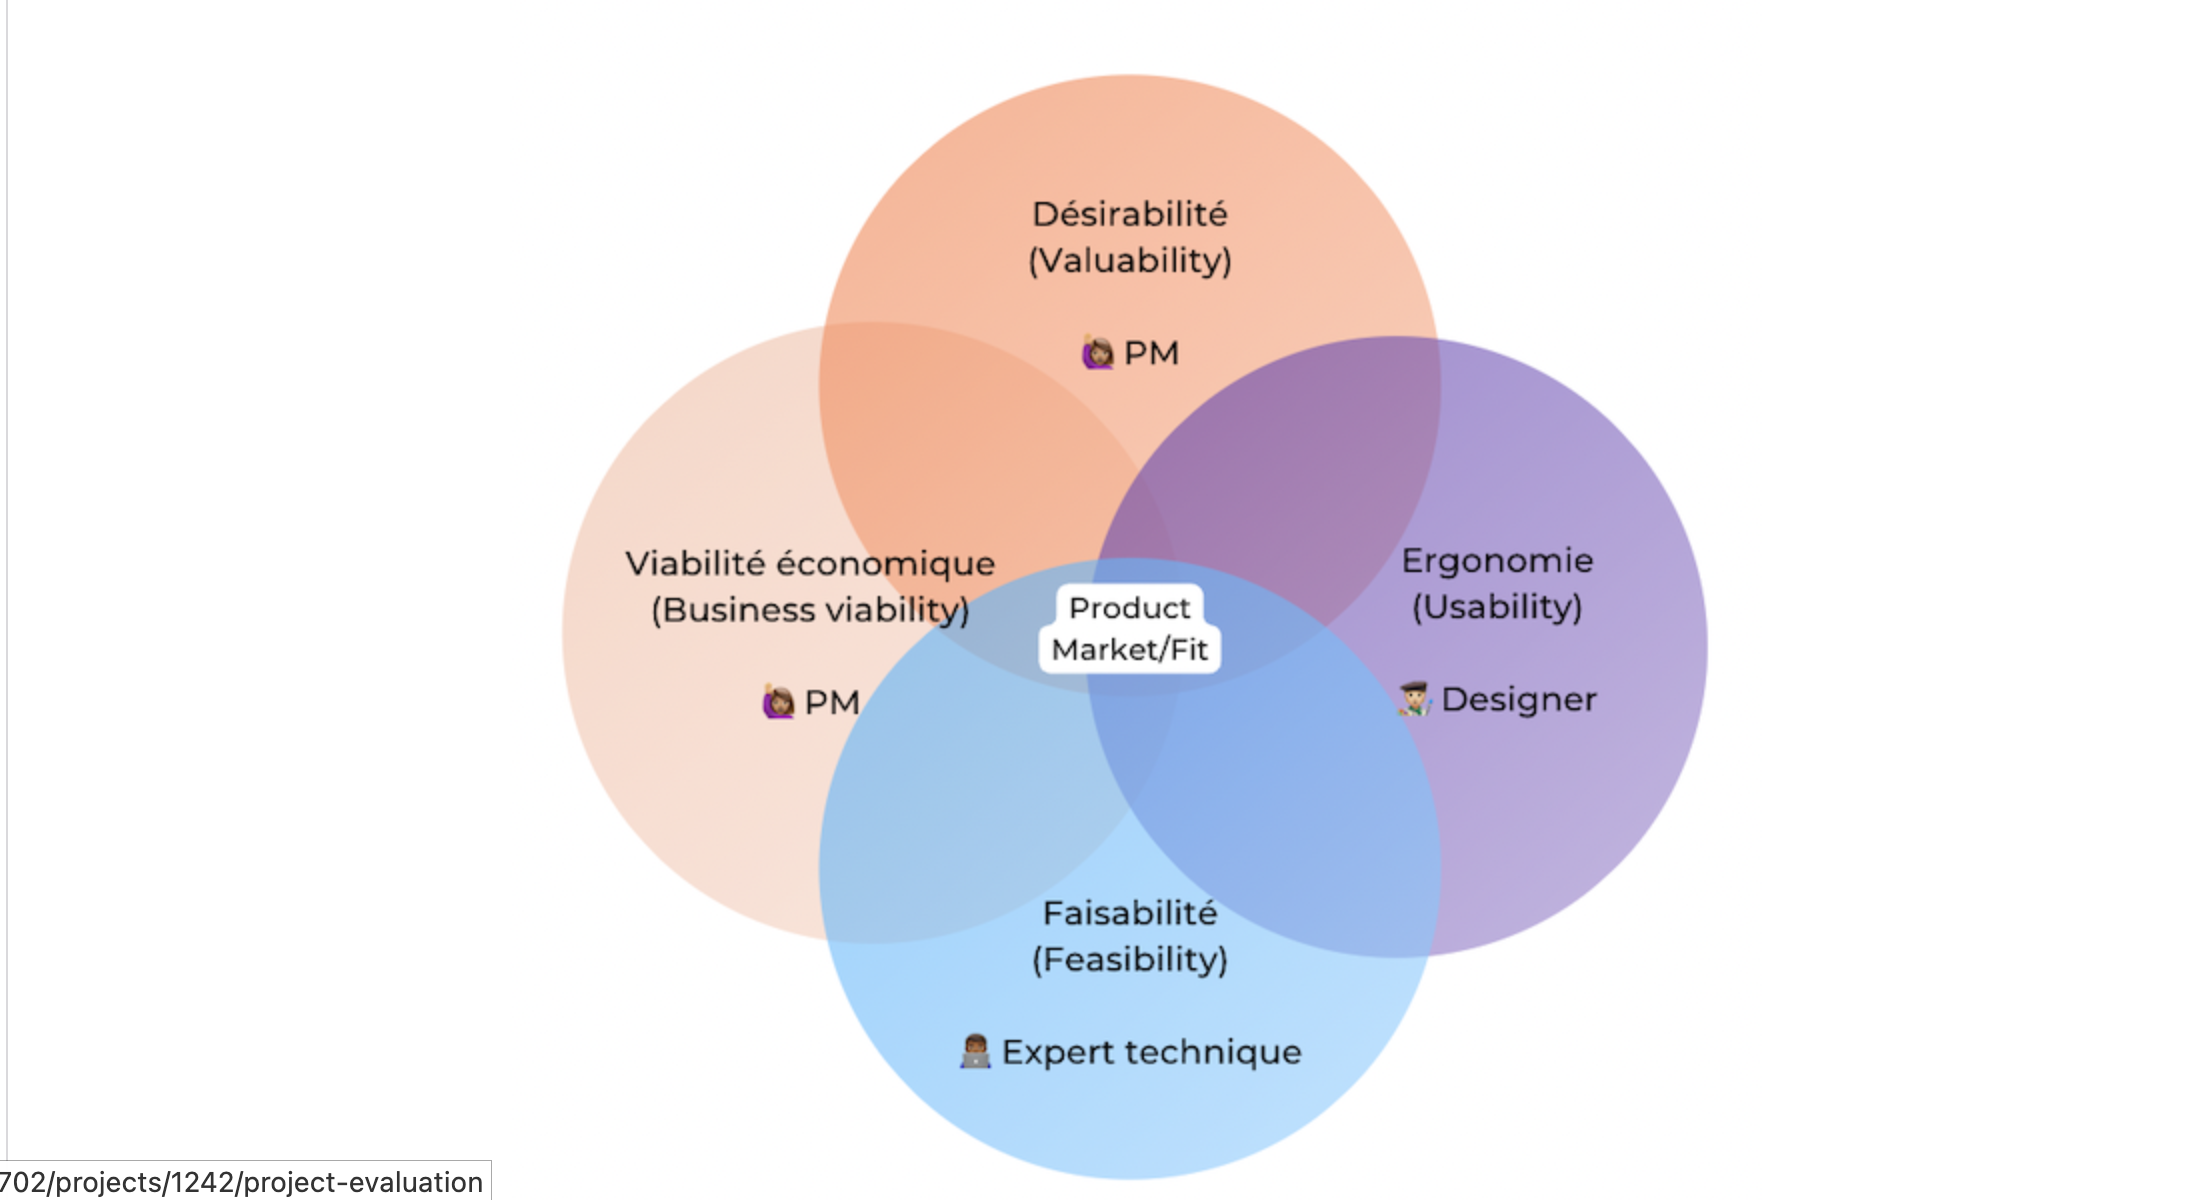 Désirabilité
(Valuability)
PM
Viabilité économique
(Business viability)
PM
Product
Market/Fit
Ergonomie
(Usability)
Designer
Faisabilité
(Feasibility)
Expert technique
702/projects/1242/project-evaluation